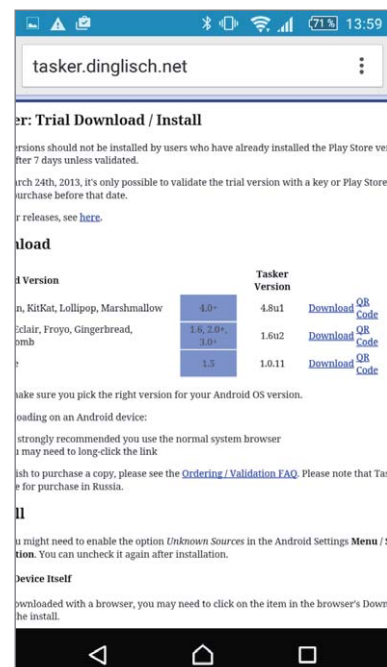 71% 13:59
tasker.dinglisch.net
er: Trial Download / Install
ersions should not be installed by users who have already installed the Play Store ver
fter 7 days unless validated.
rch 24th, 2013, it's only possible to validate the trial version with a key or Play Store
urchase before that date.
r releases, see here.
nload
d Version Tasker Version
n, KitKat, Lollipop, Marshmallow 4.0+ 4.8u1 Download QR Code
Eclair, Froyo, Gingerbread, 1.6, 2.0+, 1.6u2 Download QR
omb 3.0+ Code
e 1.5 1.0.11 Download QR Code
ake sure you pick the right version for your Android OS version.
oading on an Android device:
strongly recommended you use the normal system browser
u may need to long-click the link
ish to purchase a copy, please see the Ordering / Validation FAQ. Please note that Tas
e for purchase in Russia.
ll
u might need to enable the option Unknown Sources in the Android Settings Menu / S
tion. You can uncheck it again after installation.
Device Itself
ownloaded with a browser, you may need to click on the item in the browser's Down
he install.